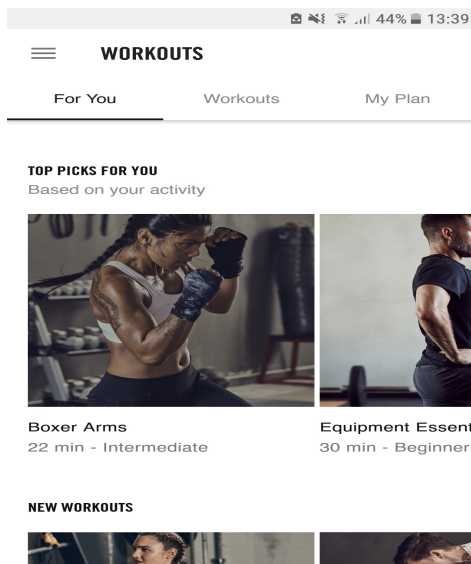 44% 13:39
WORKOUTS
For You Workouts My Plan
TOP PICKS FOR YOU
Based on your activity
Boxer Arms
22 min - Intermediate
Equipment Essent
30 min - Beginner
NEW WORKOUTS